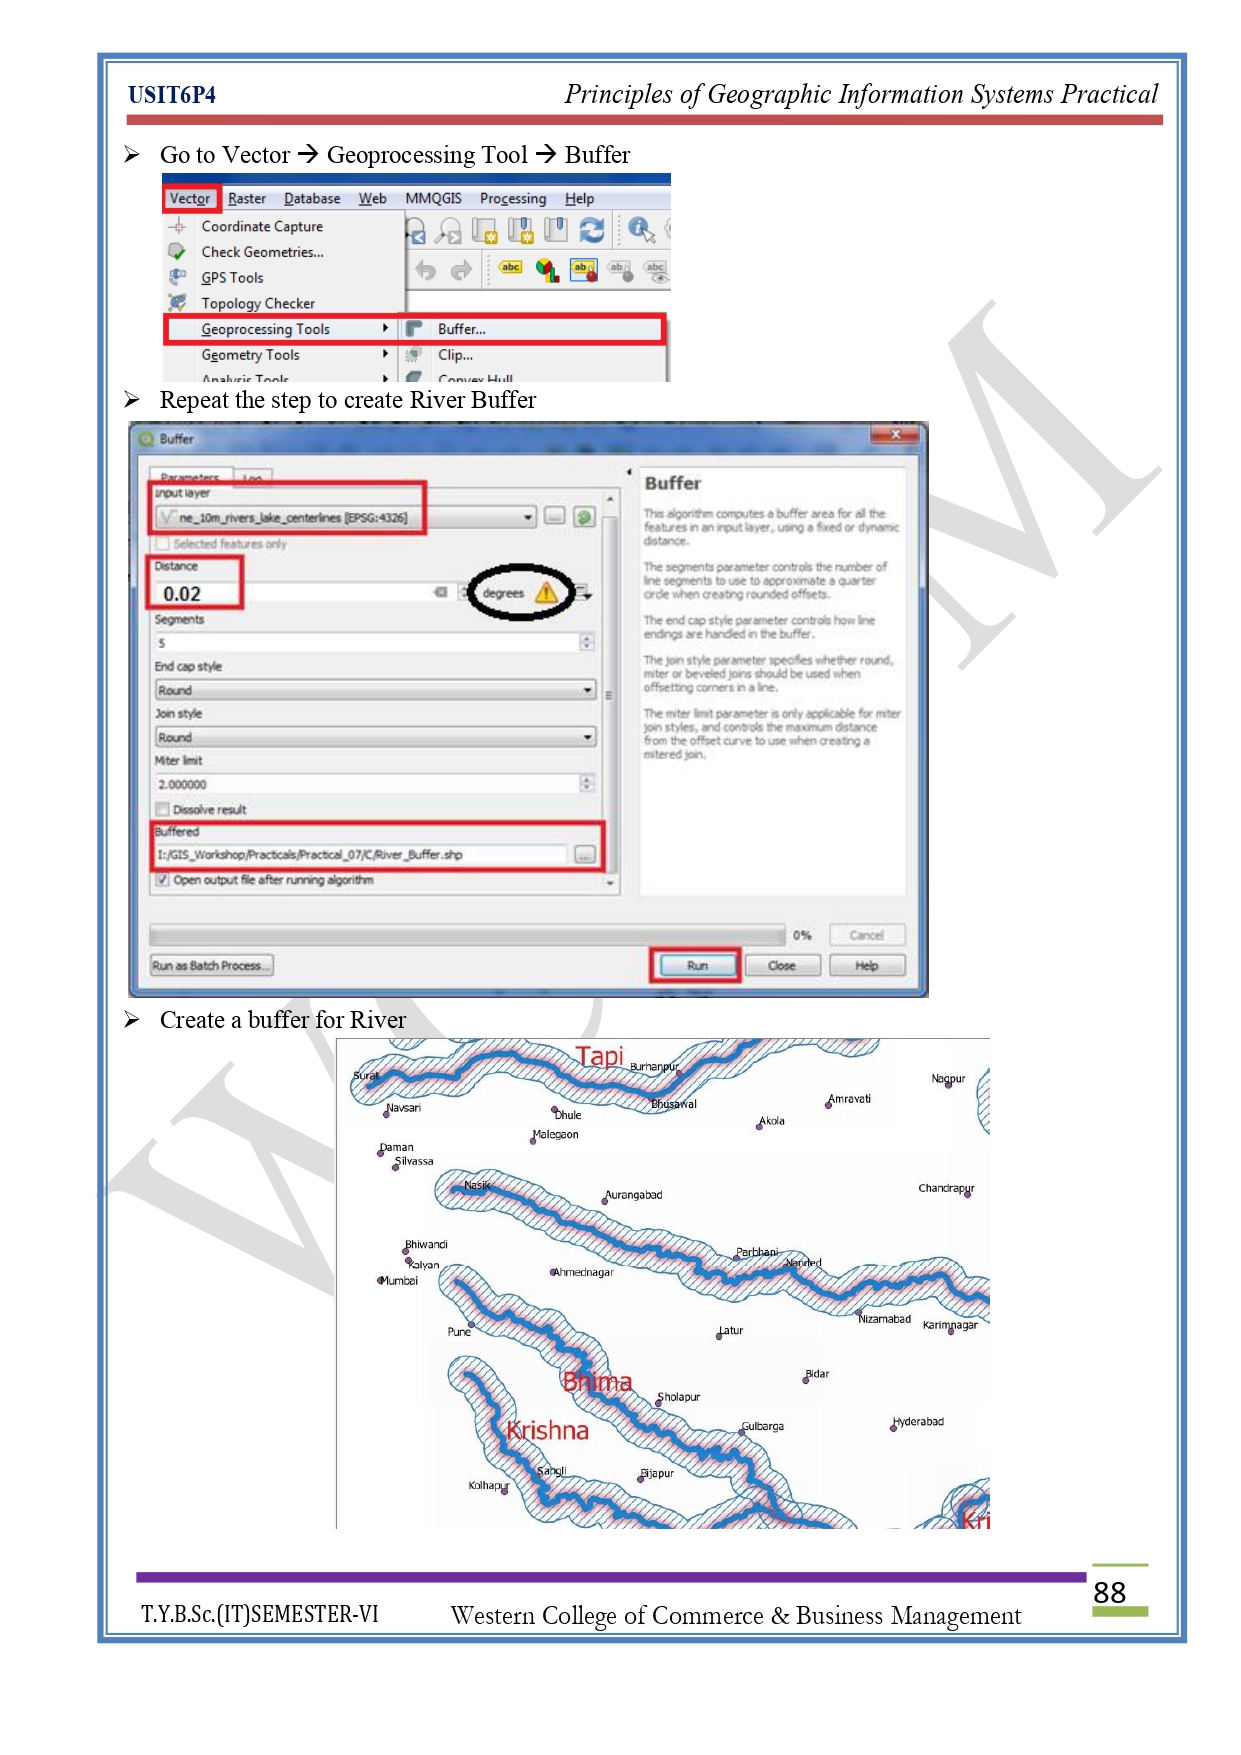 USIT6P4 Principles of Geographic Information Systems Practical
➢ Go to Vector → Geoprocessing Tool → Buffer
Vector Raster Database Web MMQGIS Processing Help
Coordinate Capture
Check Geometries...
GPS Tools
Topology Checker
Geoprocessing Tools Buffer...
Geometry Tools Clip...
Analysis Tools Convex Hull
➢ Repeat the step to create River Buffer
Buffer
Parameters Log
Input layer
ne_10m_rivers_lake_centerlines [EPSG:4326]
Selected features only
Distance
0.02 degrees
Segments
5
End cap style
Round
Join style
Round
Miter limit
2.000000
Dissolve result
Buffered
I:/GIS_Workshop/Practicals/Practical_07/C/River_Buffer.shp
Open output file after running algorithm
Buffer
This algorithm computes a buffer area for all the
features in an input layer, using a fixed or dynamic
distance.
The segments parameter controls the number of
line segments to use to approximate a quarter
circle when creating rounded offsets.
The end cap style parameter controls how line
endings are handled in the buffer.
The join style parameter specifies whether round,
miter or beveled joins should be used when
offsetting corners in a line.
The miter limit parameter is only applicable for miter
join styles, and controls the maximum distance
from the offset curve to use when creating a
mitered join.
0% Cancel
Run as Batch Process... Run Close Help
➢ Create a buffer for River
Tapi
Burhanpur
Surat
Nagpur
Navsari
Dhule
Bhusawal
Amravati
Akola
Malegaon
Daman
Silvassa
Nasik
Aurangabad
Chandrapur
Bhiwandi
Kalyan
Mumbai
Parbhani
Nanded
Ahmednagar
Nizamabad
Karimnagar
Pune
Latur
Bidar
Bhima
Sholapur
Krishna
Gulbarga
Hyderabad
Sangli
Bijapur
Kolhapur
Kri
88
T.Y.B.Sc.(IT)SEMESTER-VI Western College of Commerce & Business Management